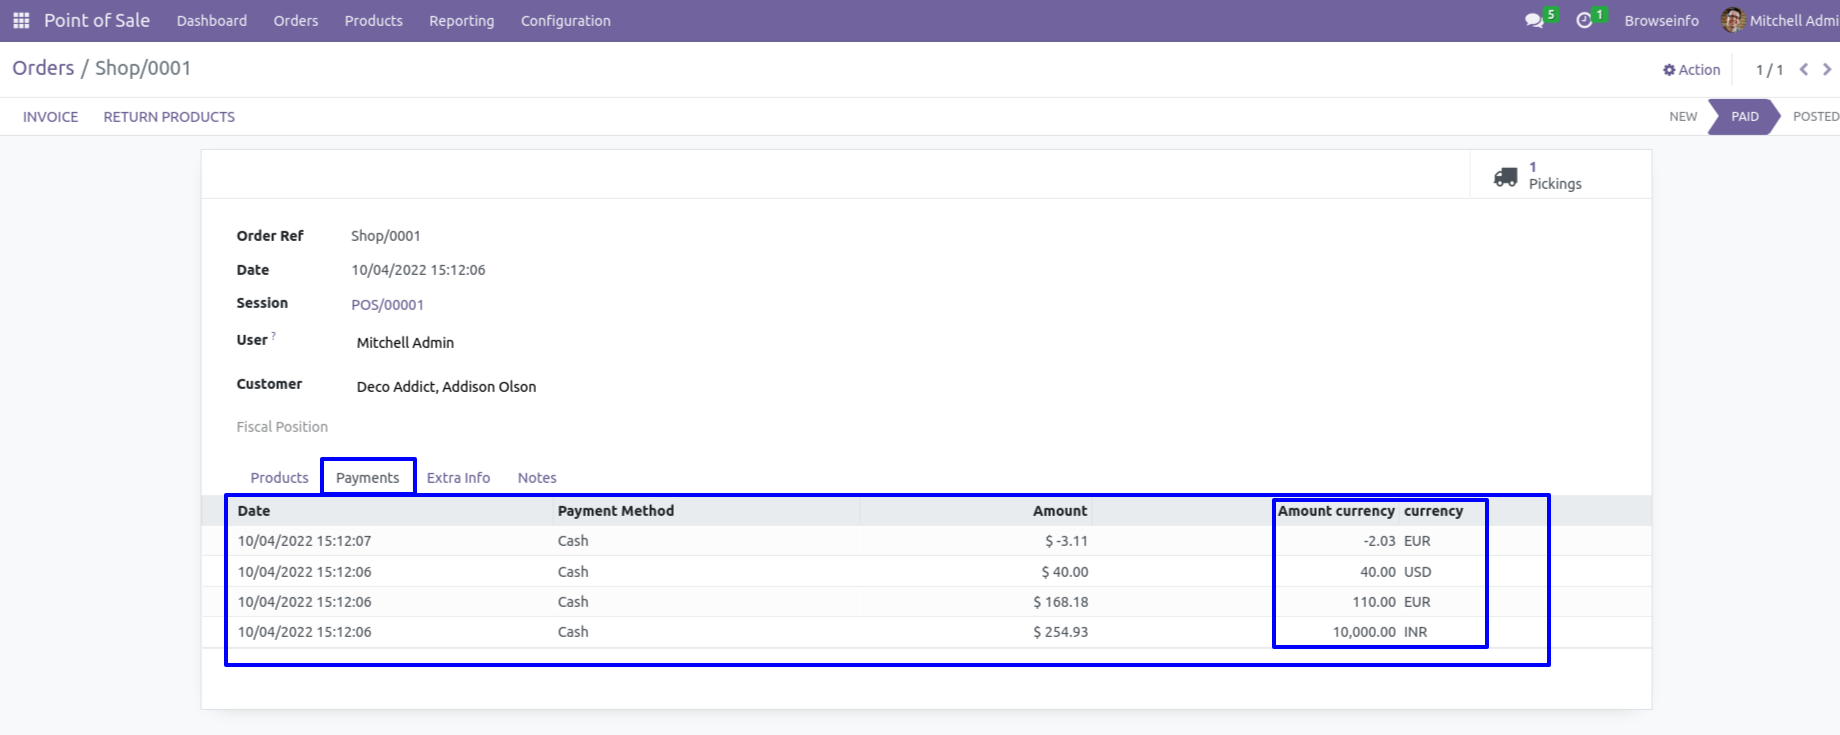 Point of Sale Dashboard Orders Products Reporting Configuration 5 1 Browseinfo Mitchell Admi
Orders / Shop/0001
Action 1 / 1
INVOICE RETURN PRODUCTS NEW PAID POSTED
1
Pickings
Order Ref Shop/0001
Date 10/04/2022 15:12:06
Session POS/00001
User ? Mitchell Admin
Customer Deco Addict, Addison Olson
Fiscal Position
Products Payments Extra Info Notes
Date Payment Method Amount Amount currency currency
10/04/2022 15:12:07 Cash $ -3.11 -2.03 EUR
10/04/2022 15:12:06 Cash $ 40.00 40.00 USD
10/04/2022 15:12:06 Cash $ 168.18 110.00 EUR
10/04/2022 15:12:06 Cash $ 254.93 10,000.00 INR